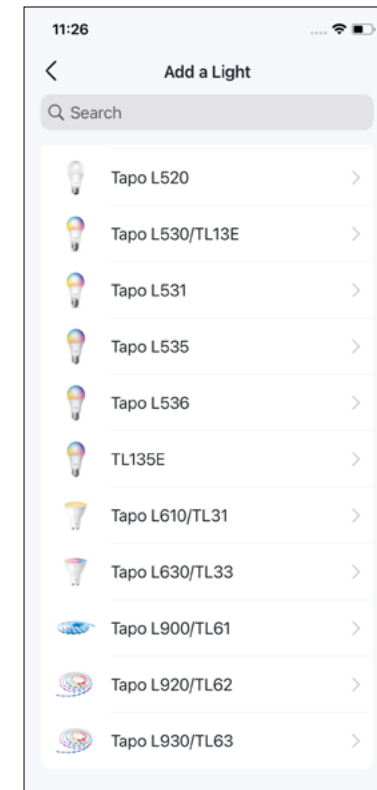 11:26
Add a Light
Search
Tapo L520
Tapo L530/TL13E
Tapo L531
Tapo L535
Tapo L536
TL135E
Tapo L610/TL31
Tapo L630/TL33
Tapo L900/TL61
Tapo L920/TL62
Tapo L930/TL63